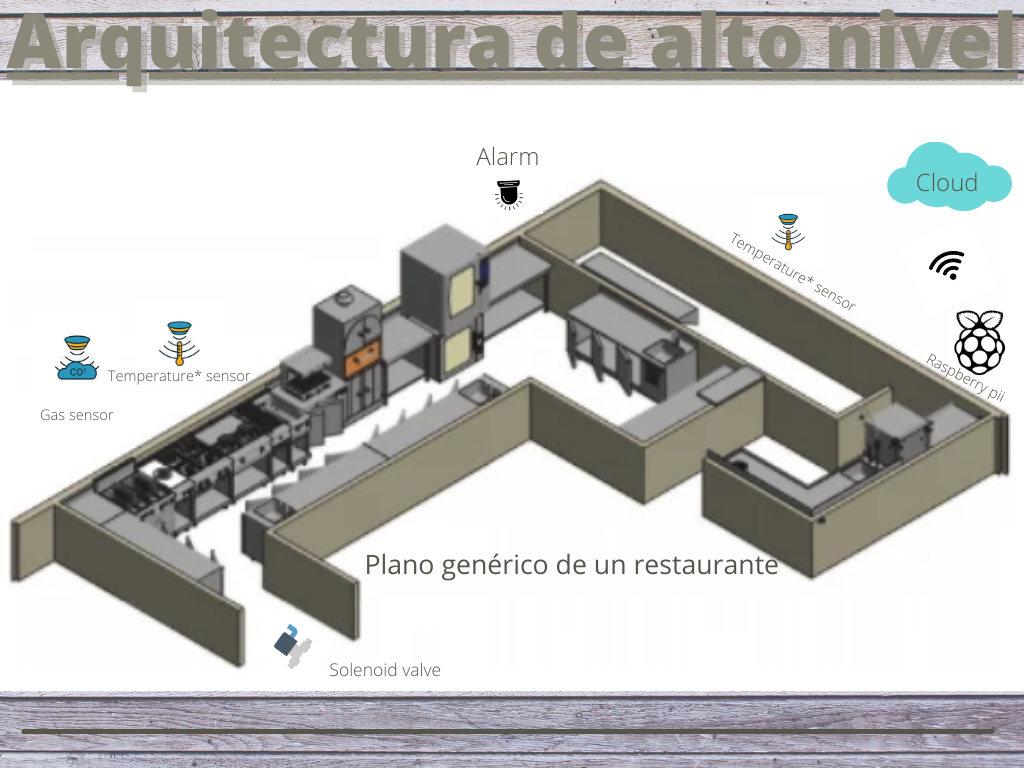 Arquitectura de alto nivel
Alarm
Cloud
Temperature* sensor
Raspberry pii
Temperature* sensor
CO²
Gas sensor
Plano genérico de un restaurante
Solenoid valve